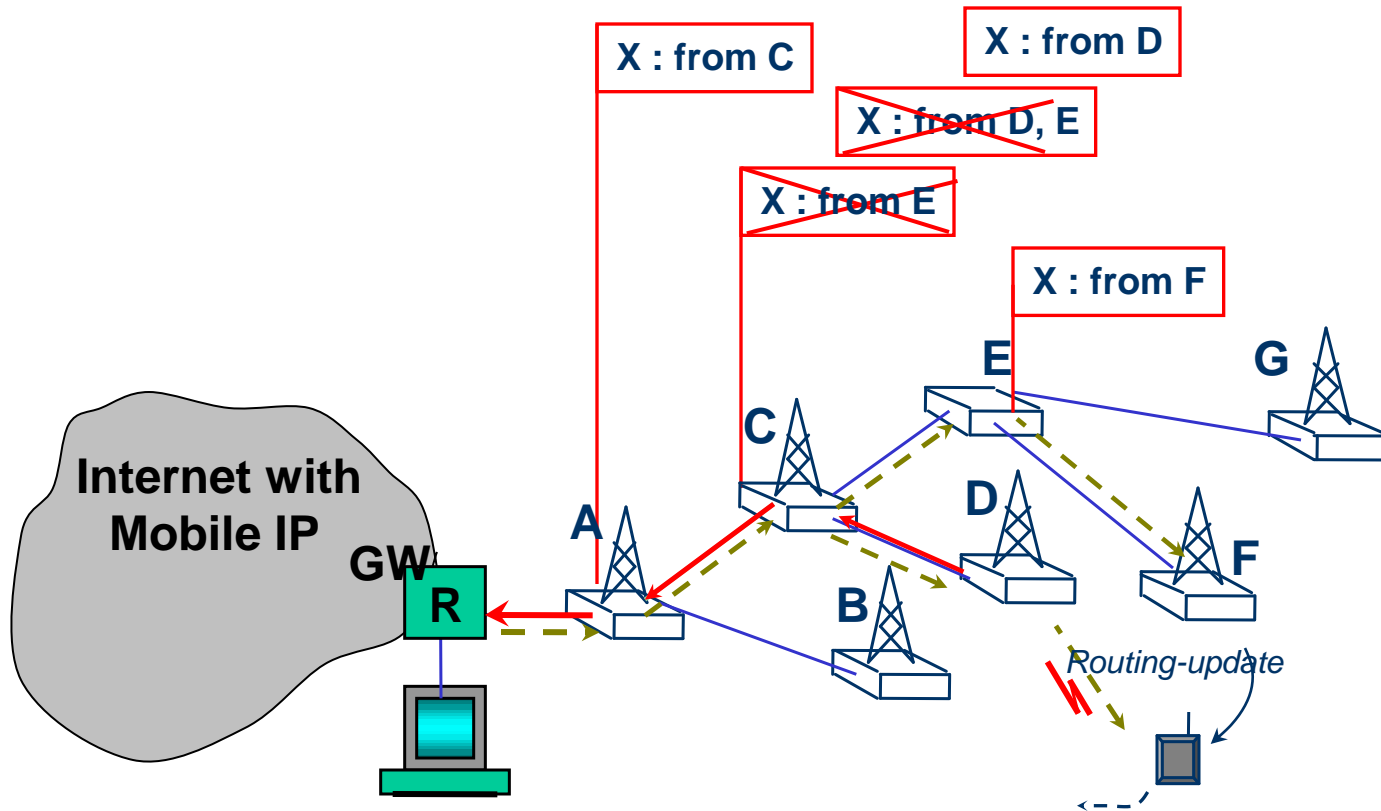 X : from C
X : from D
X : from D, E
X : from E
X : from F
E
G
C
Internet with
Mobile IP
A
D
GW
F
R
B
Routing-update